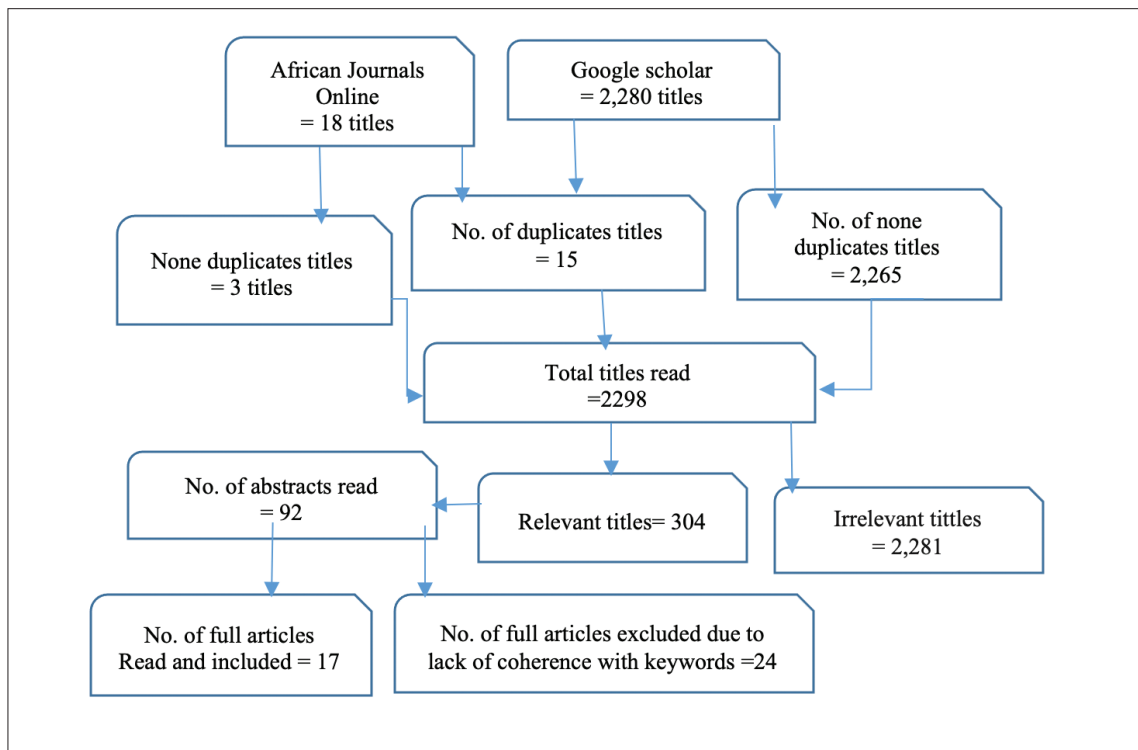 African Journals
Online
= 18 titles
Google scholar
= 2,280 titles
None duplicates titles
= 3 titles
No. of duplicates titles
= 15
No. of none
duplicates titles
= 2,265
Total titles read
=2298
No. of abstracts read
= 92
Relevant titles= 304
Irrelevant tittles
= 2,281
No. of full articles
Read and included = 17
No. of full articles excluded due to
lack of coherence with keywords =24